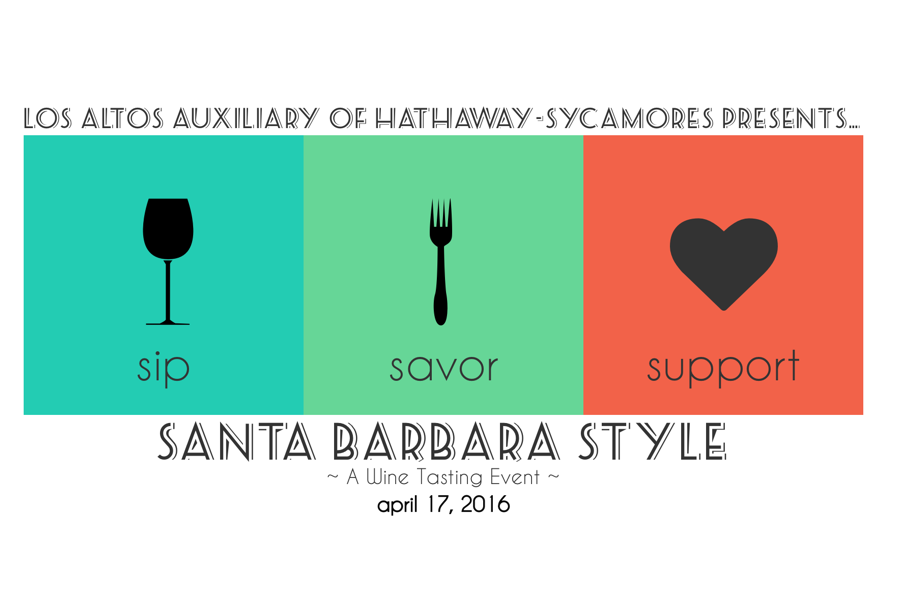 LOS ALTOS AUXILIARY OF HATHAWAY-SYCAMORES PRESENTS...
sip savor support
SANTA BARBARA STYLE
~ A Wine Tasting Event ~
april 17, 2016